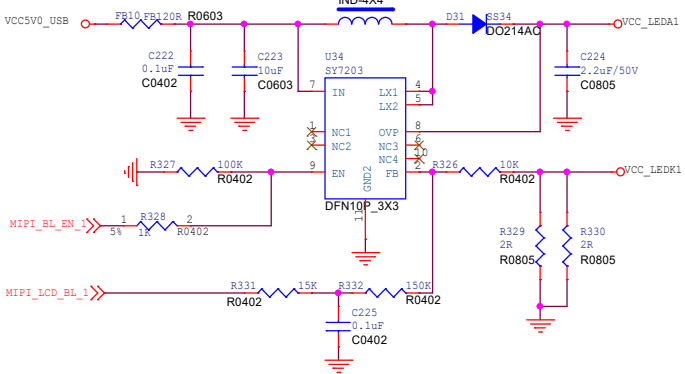 IND-4X4
VCC5V0_USB FB10 FB120R R0603 D31 SS34 VCC_LEDA1
DO214AC
C222 C223 U34 C224
0.1uF 10uF SY7203 2.2uF/50V
C0402 C0603 C0805
7 IN LX1 4
LX2 5
1 NC1 OVP 8
NC2 NC3
NC4 10
R327 100K 9 EN FB 2 R326 10K VCC_LEDK1
R0402 GND2 R0402
DFN10P_3X3
11
MIPI_BL_EN_1 1 R328 2
5% 1K R0402
R329 R330
2R 2R
R0805 R0805
MIPI_LCD_BL_1 R331 15K R332 150K
R0402 R0402
C225
0.1uF
C0402